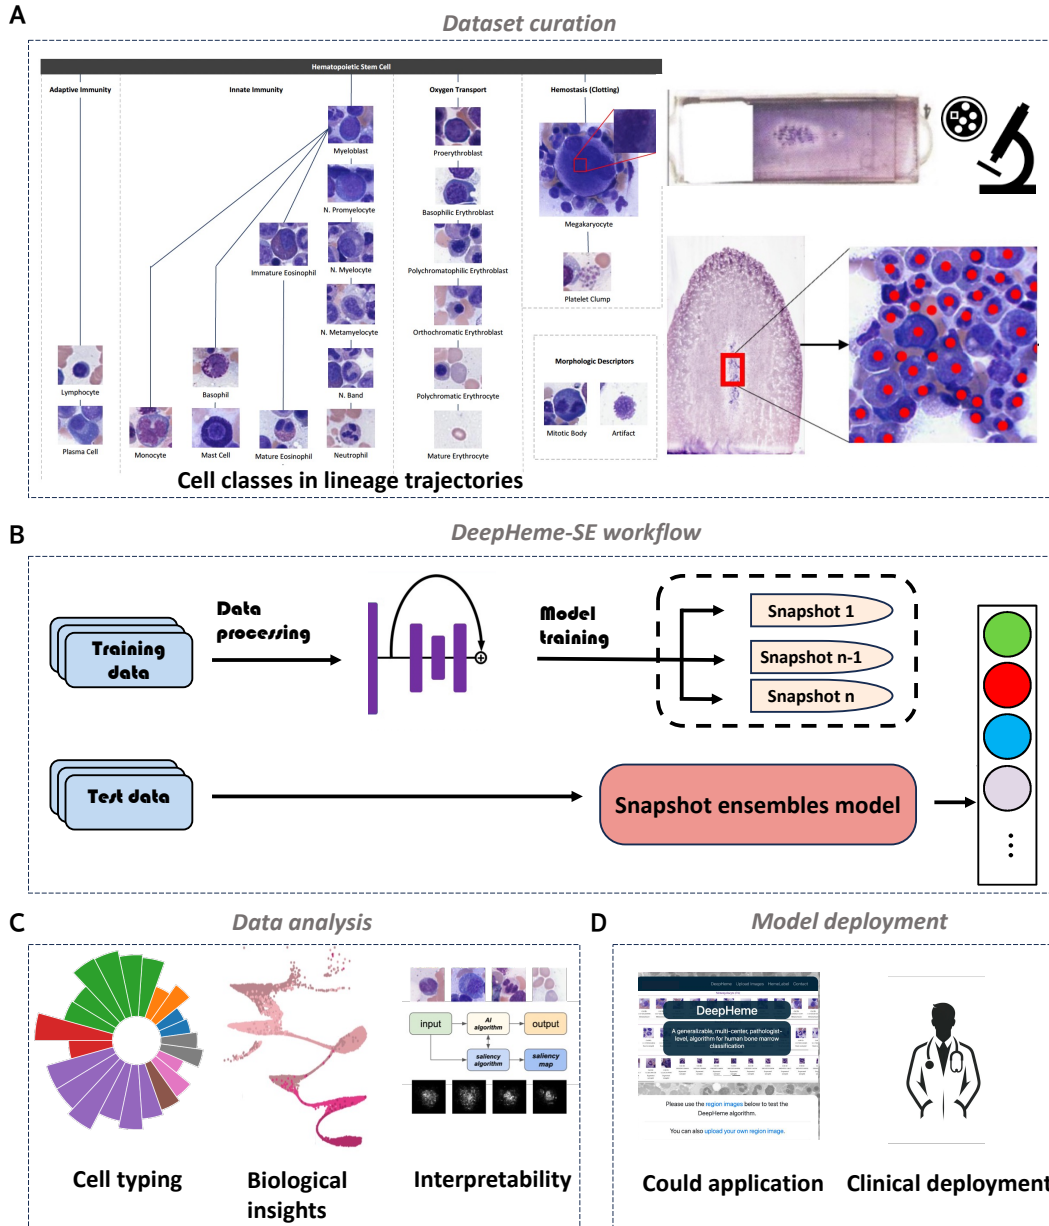 A
Dataset curation
Hematopoietic Stem Cell
Adaptive Immunity
Innate Immunity
Oxygen Transport
Hemostasis (Clotting)
Myeloblast
Proerythroblast
N. Promyelocyte
Basophilic Erythroblast
Megakaryocyte
Immature Eosinophil
N. Myelocyte
Polychromatophilic Erythroblast
Platelet Clump
N. Metamyelocyte
Orthochromatic Erythroblast
Morphologic Descriptors
Lymphocyte
Basophil
N. Band
Polychromatic Erythrocyte
Mitotic Body
Artifact
Plasma Cell
Monocyte
Mast Cell
Mature Eosinophil
Neutrophil
Mature Erythrocyte
Cell classes in lineage trajectories
B
DeepHeme-SE workflow
Training
data
Data
processing
Model
training
Snapshot 1
Snapshot n-1
Snapshot n
Test data
Snapshot ensembles model
C
Data analysis
input
AI
algorithm
output
saliency
algorithm
saliency
map
Cell typing
Biological
insights
Interpretability
D
Model deployment
DeepHeme Upload Images HemeLabel Contact
DeepHeme
A generalizable, multi-center, pathologist-
level, algorithm for human bone marrow
classification
Please use the region images below to test the
DeepHeme algorithm.
You can also upload your own region image.
Could application
Clinical deployment